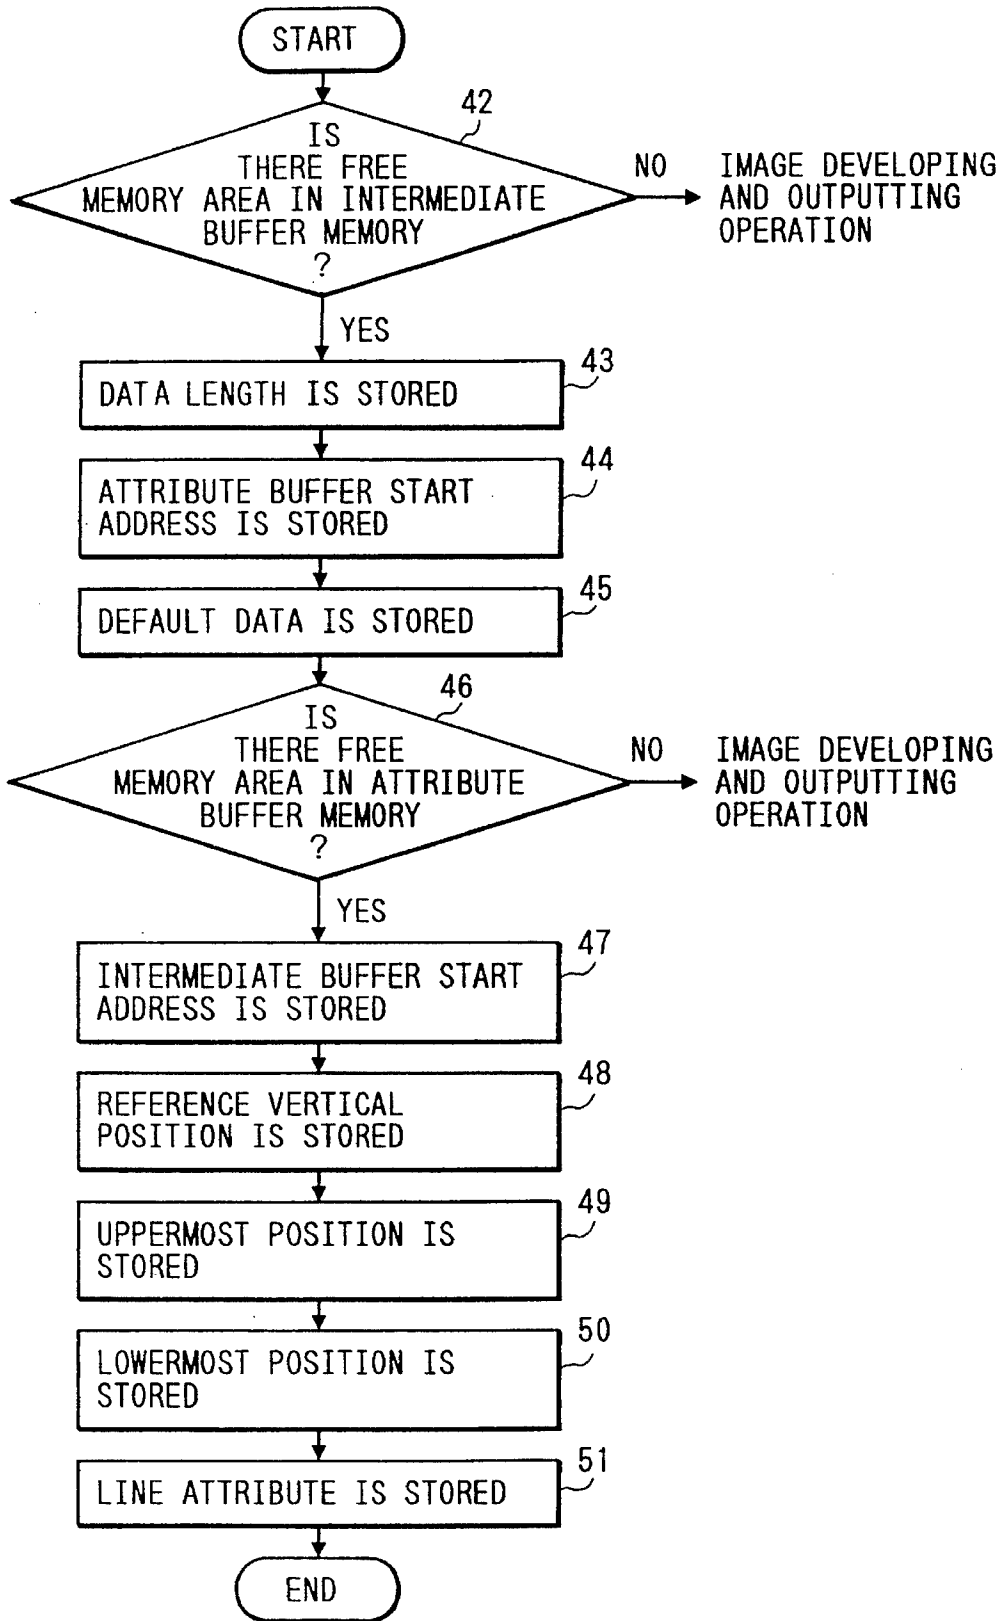 START
42
IS
THERE FREE
MEMORY AREA IN INTERMEDIATE
BUFFER MEMORY
?
NO
IMAGE DEVELOPING
AND OUTPUTTING
OPERATION
YES
43
DATA LENGTH IS STORED
44
ATTRIBUTE BUFFER START
ADDRESS IS STORED
45
DEFAULT DATA IS STORED
46
IS
THERE FREE
MEMORY AREA IN ATTRIBUTE
BUFFER MEMORY
?
NO
IMAGE DEVELOPING
AND OUTPUTTING
OPERATION
YES
47
INTERMEDIATE BUFFER START
ADDRESS IS STORED
48
REFERENCE VERTICAL
POSITION IS STORED
49
UPPERMOST POSITION IS
STORED
50
LOWERMOST POSITION IS
STORED
51
LINE ATTRIBUTE IS STORED
END